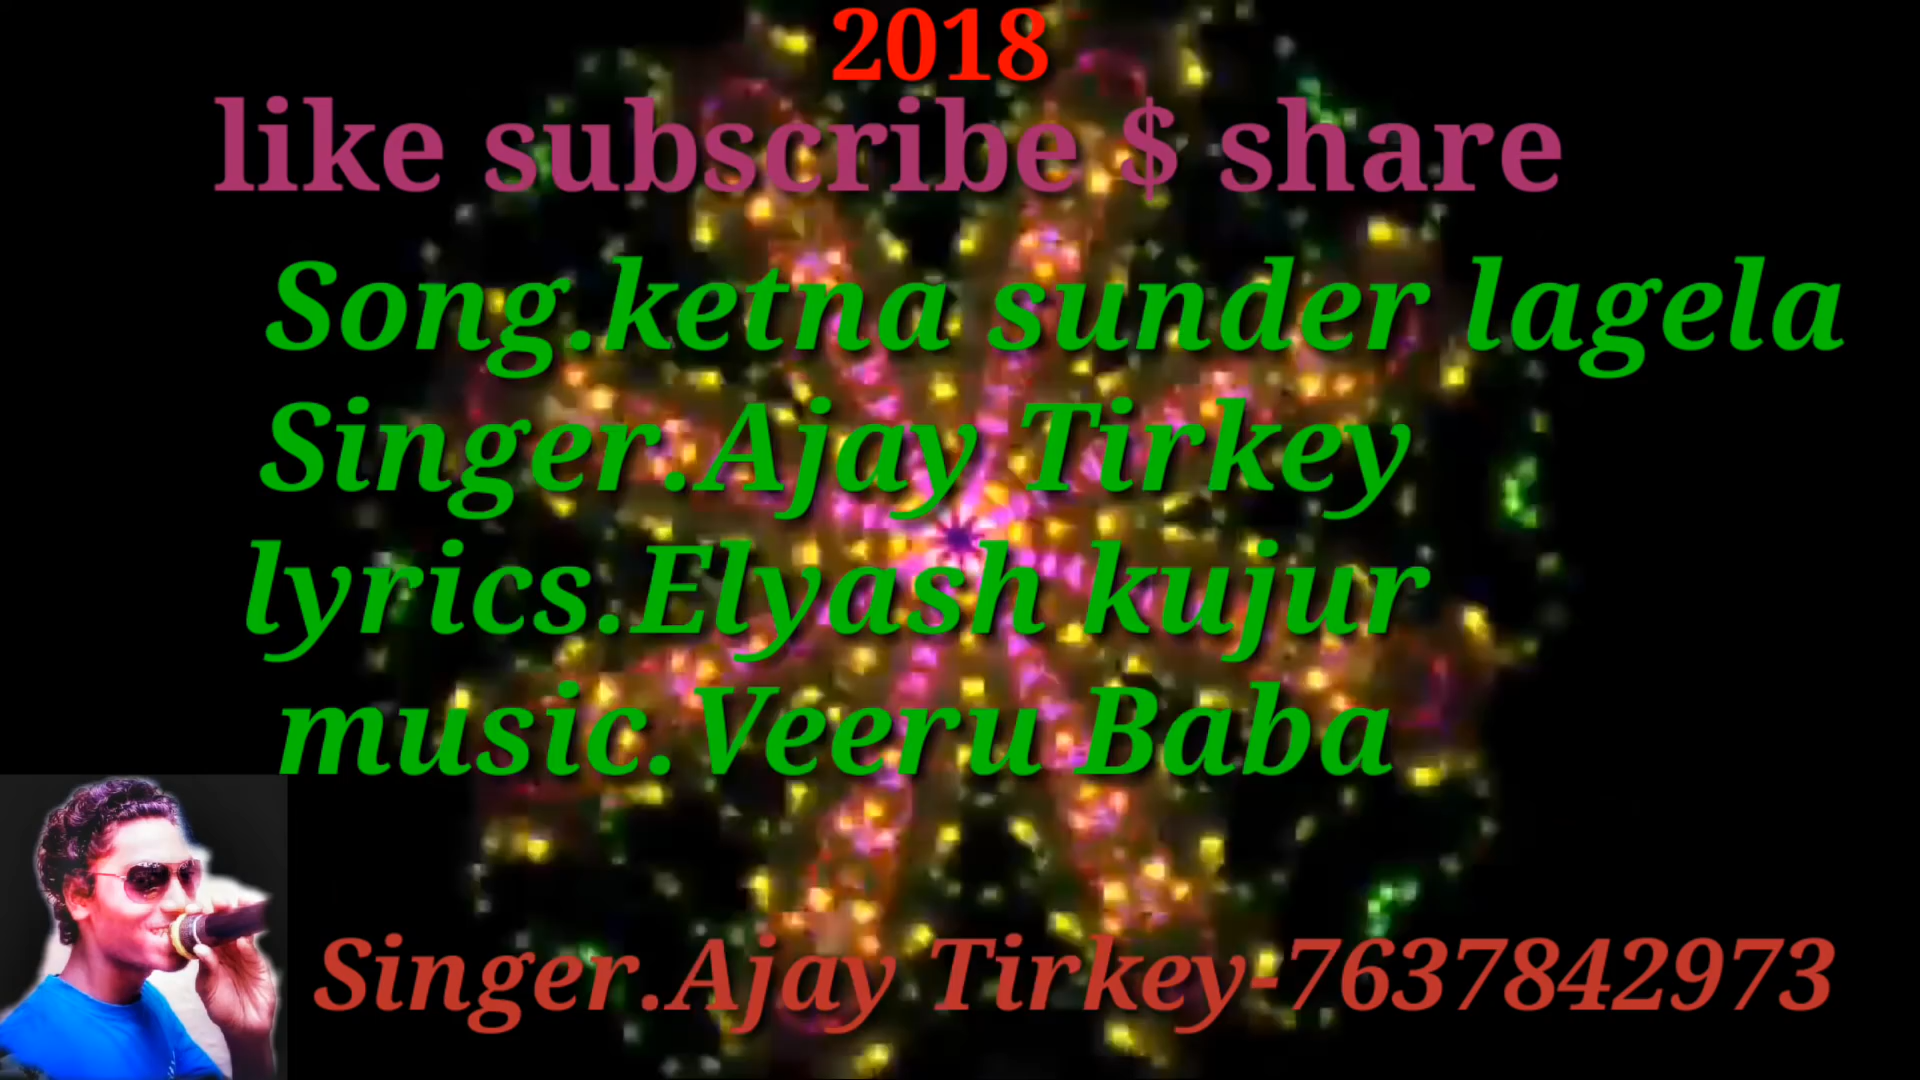 2018
like subscribe $ share
Song.ketna sunder lagela
Singer.Ajay Tirkey
lyrics.Elyash kujur
music.Veeru Baba
Singer.Ajay Tirkey-7637842973